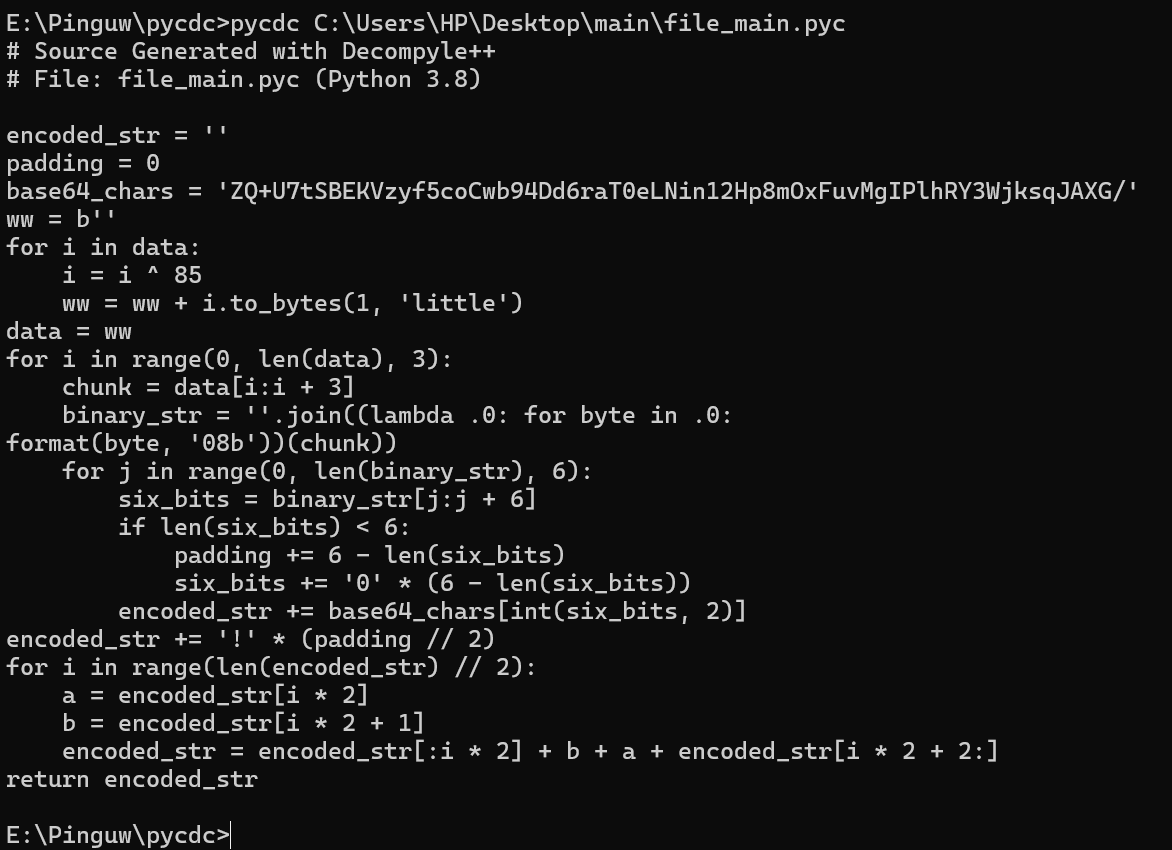 E:\Pinguw\pycdc>pycdc C:\Users\HP\Desktop\main\file_main.pyc
# Source Generated with Decompyle++
# File: file_main.pyc (Python 3.8)

encoded_str = ''
padding = 0
base64_chars = 'ZQ+U7tSBEKVzyf5coCwb94Dd6raT0eLNin12Hp8mOxFuvMgIPlhRY3WjksqJAXG/'
ww = b''
for i in data:
    i = i ^ 85
    ww = ww + i.to_bytes(1, 'little')
data = ww
for i in range(0, len(data), 3):
    chunk = data[i:i + 3]
    binary_str = ''.join((lambda .0: for byte in .0:
format(byte, '08b'))(chunk))
    for j in range(0, len(binary_str), 6):
        six_bits = binary_str[j:j + 6]
        if len(six_bits) < 6:
            padding += 6 - len(six_bits)
            six_bits += '0' * (6 - len(six_bits))
        encoded_str += base64_chars[int(six_bits, 2)]
encoded_str += '!' * (padding // 2)
for i in range(len(encoded_str) // 2):
    a = encoded_str[i * 2]
    b = encoded_str[i * 2 + 1]
    encoded_str = encoded_str[:i * 2] + b + a + encoded_str[i * 2 + 2:]
return encoded_str

E:\Pinguw\pycdc>